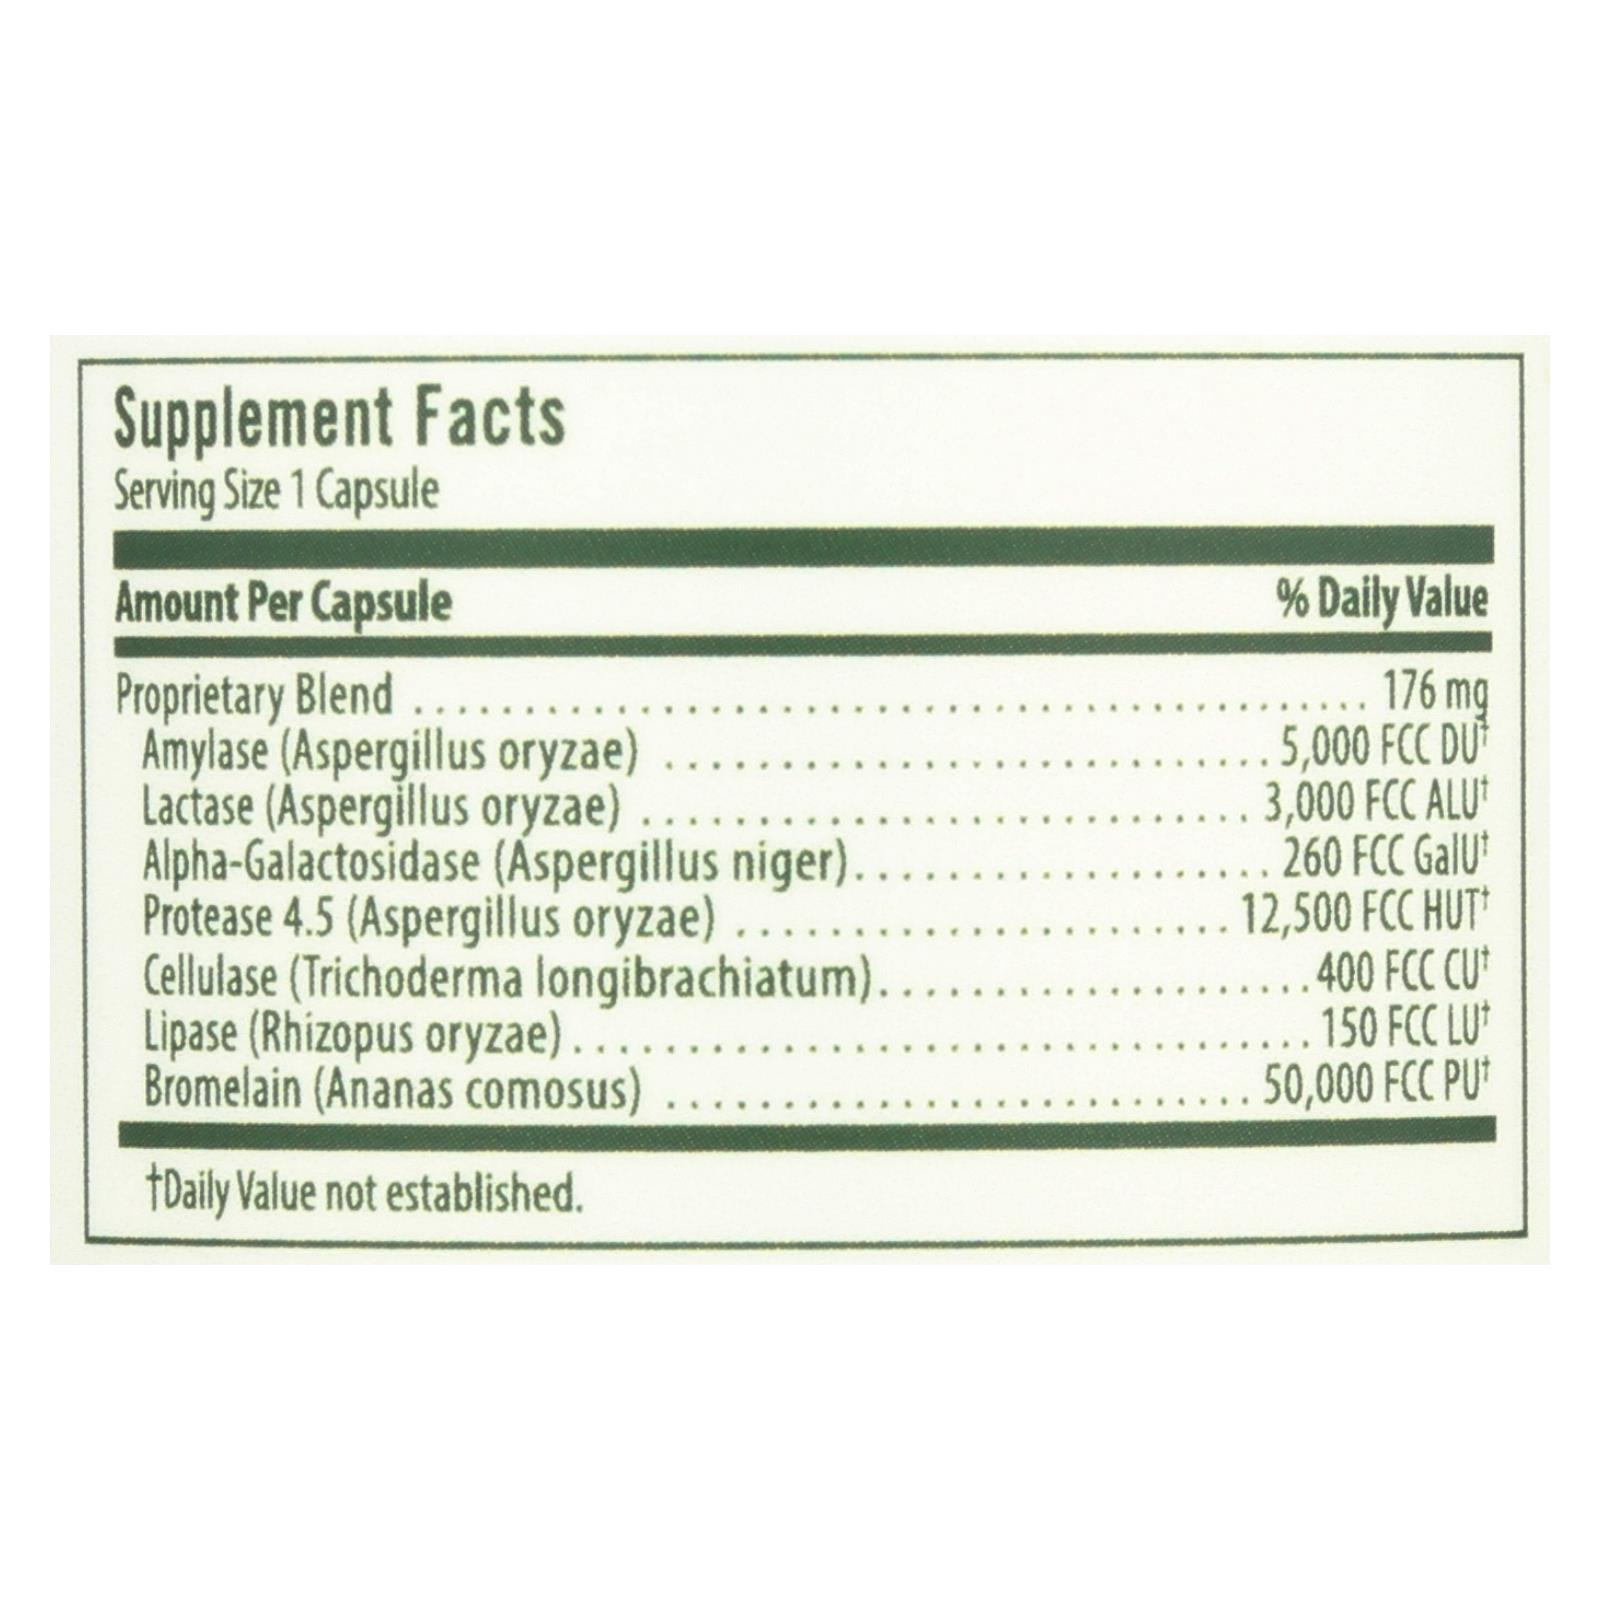 Supplement Facts
Serving Size 1 Capsule
Amount Per Capsule % Daily Value
Proprietary Blend ............................................ 176 mg
Amylase (Aspergillus oryzae) .......................... 5,000 FCC DU†
Lactase (Aspergillus oryzae) .......................... 3,000 FCC ALU†
Alpha-Galactosidase (Aspergillus niger).................. 260 FCC GalU†
Protease 4.5 (Aspergillus oryzae) ..................... 12,500 FCC HUT†
Cellulase (Trichoderma longibrachiatum)...................400 FCC CU†
Lipase (Rhizopus oryzae)................................ 150 FCC LU†
Bromelain (Ananas comosus) ......................... 50,000 FCC PU†
†Daily Value not established.